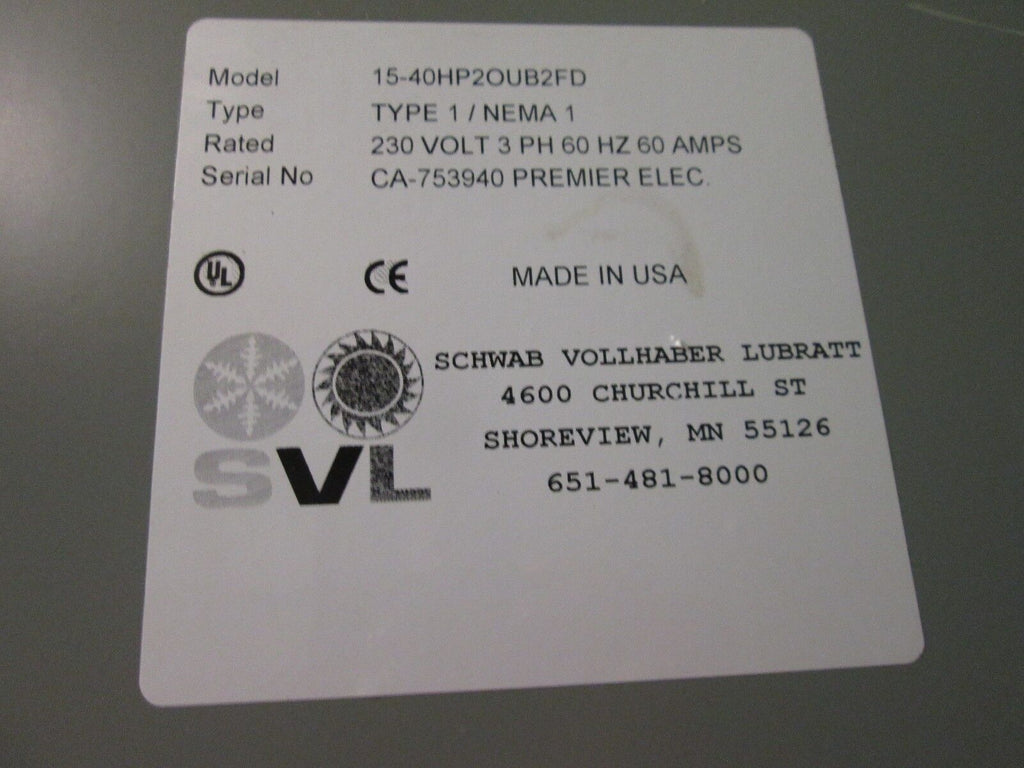 Model 15-40HP2OUB2FD
Type TYPE 1 / NEMA 1
Rated 230 VOLT 3 PH 60 HZ 60 AMPS
Serial No CA-753940 PREMIER ELEC.
UL CE MADE IN USA
SCHWAB VOLLHABER LUBRATT
4600 CHURCHILL ST
SHOREVIEW, MN 55126
651-481-8000
SVL